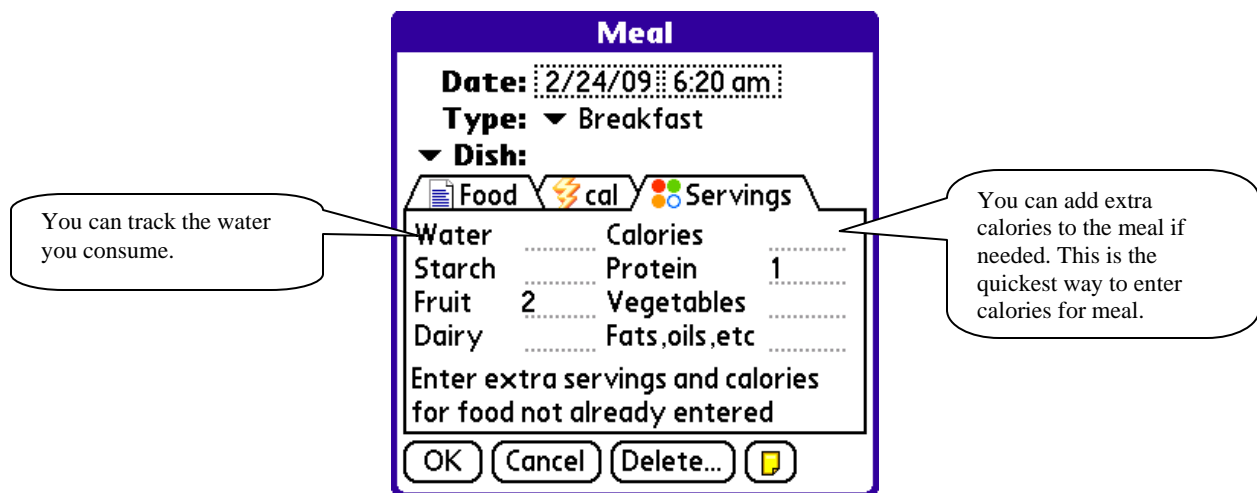 Meal
Date: 2/24/09 6:20 am
Type: Breakfast
Dish:
Food cal Servings
You can track the water
you consume.
Water Calories
Starch Protein 1
Fruit 2 Vegetables
Dairy Fats,oils,etc
Enter extra servings and calories
for food not already entered
OK Cancel Delete...
You can add extra
calories to the meal if
needed. This is the
quickest way to enter
calories for meal.